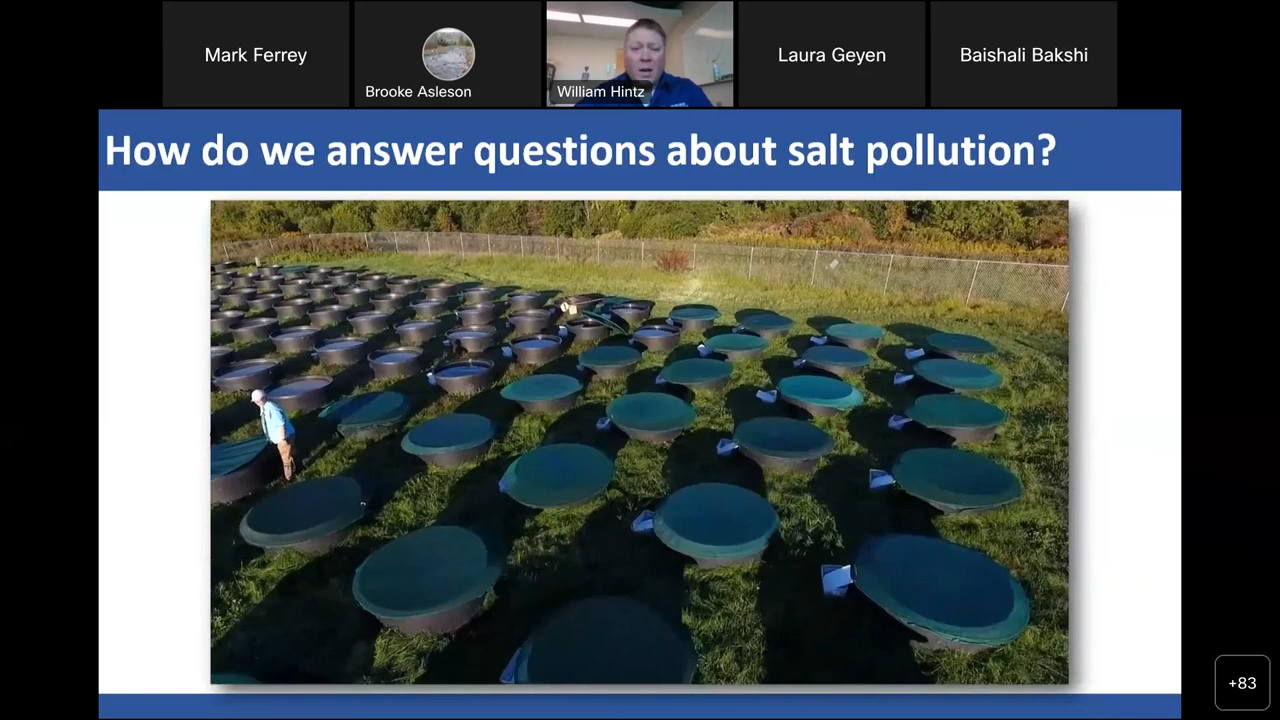 Mark Ferrey
Brooke Asleson
William Hintz
Laura Geyen
Baishali Bakshi
How do we answer questions about salt pollution?
+83